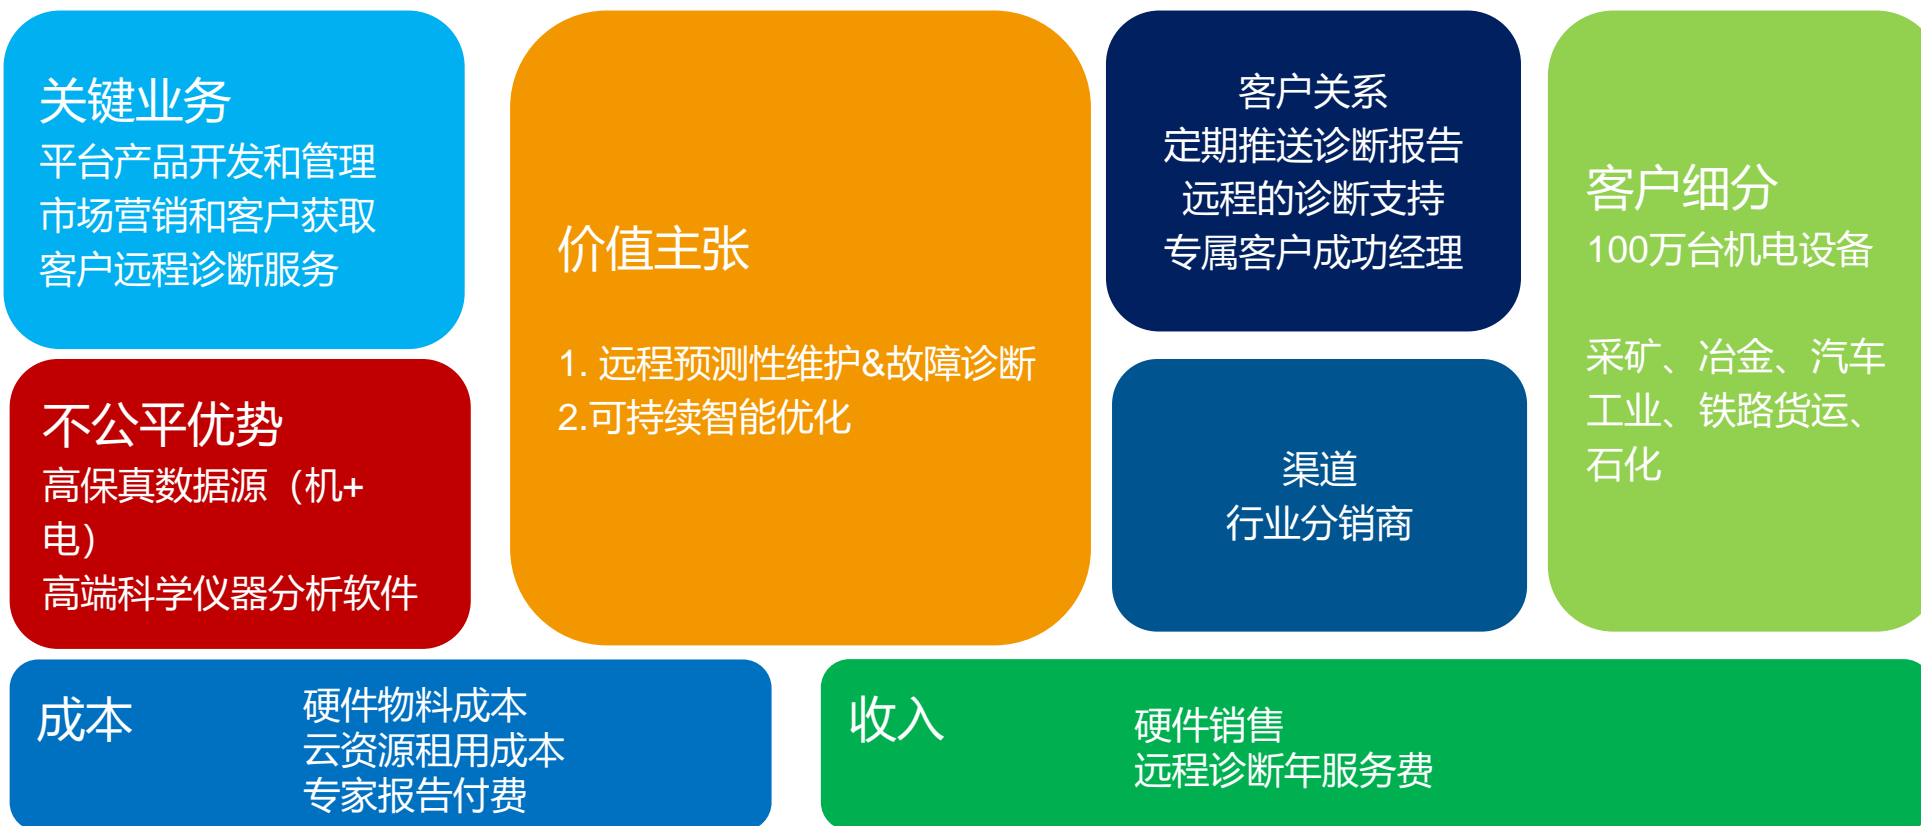 关键业务
平台产品开发和管理
市场营销和客户获取
客户远程诊断服务
不公平优势
高保真数据源（机+
电）
高端科学仪器分析软件
价值主张
1. 远程预测性维护&故障诊断
2.可持续智能优化
客户关系
定期推送诊断报告
远程的诊断支持
专属客户成功经理
渠道
行业分销商
客户细分
100万台机电设备
采矿、冶金、汽车
工业、铁路货运、
石化
成本
硬件物料成本
云资源租用成本
专家报告付费
收入
硬件销售
远程诊断年服务费